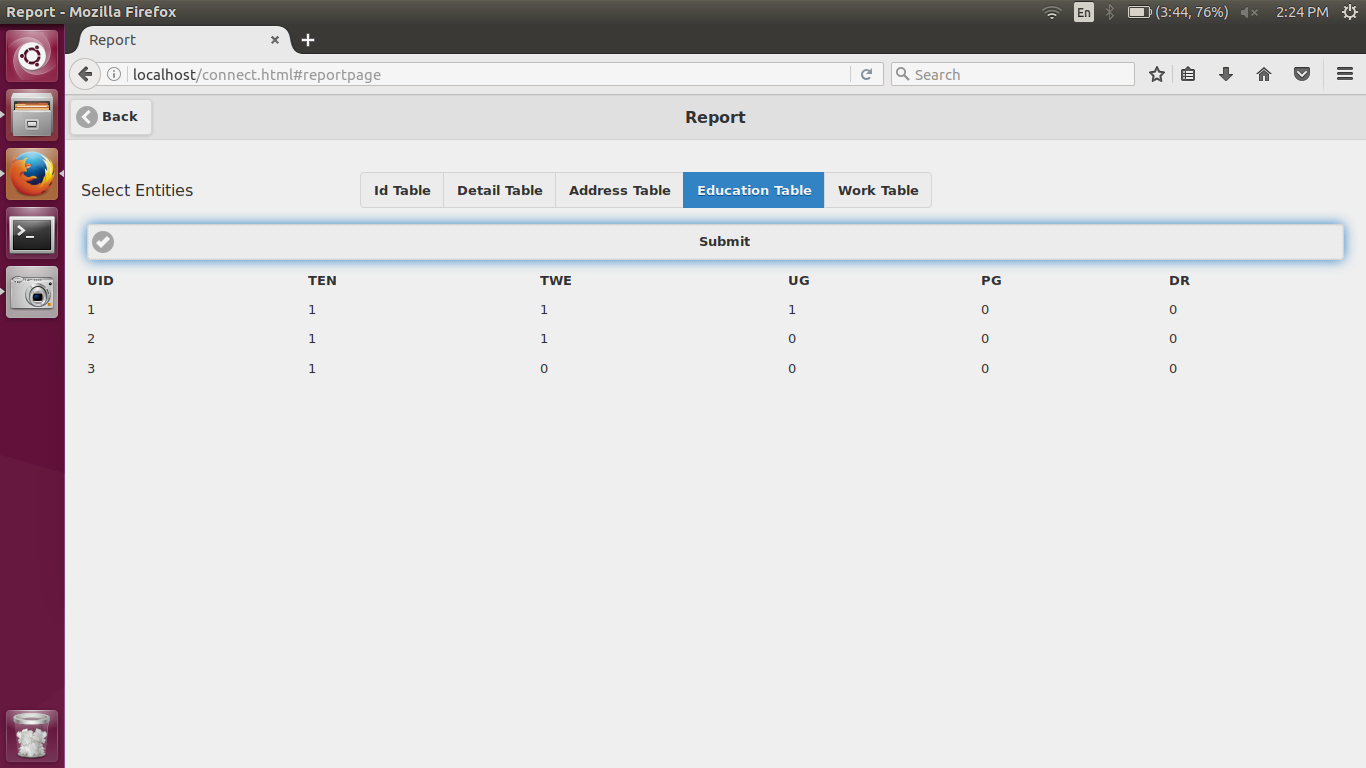 Report - Mozilla Firefox En (3:44, 76%) 2:24 PM
Report
localhost/connect.html#reportpage Search
Back Report
Select Entities Id Table Detail Table Address Table Education Table Work Table
Submit
UID TEN TWE UG PG DR
1 1 1 1 0 0
2 1 1 0 0 0
3 1 0 0 0 0